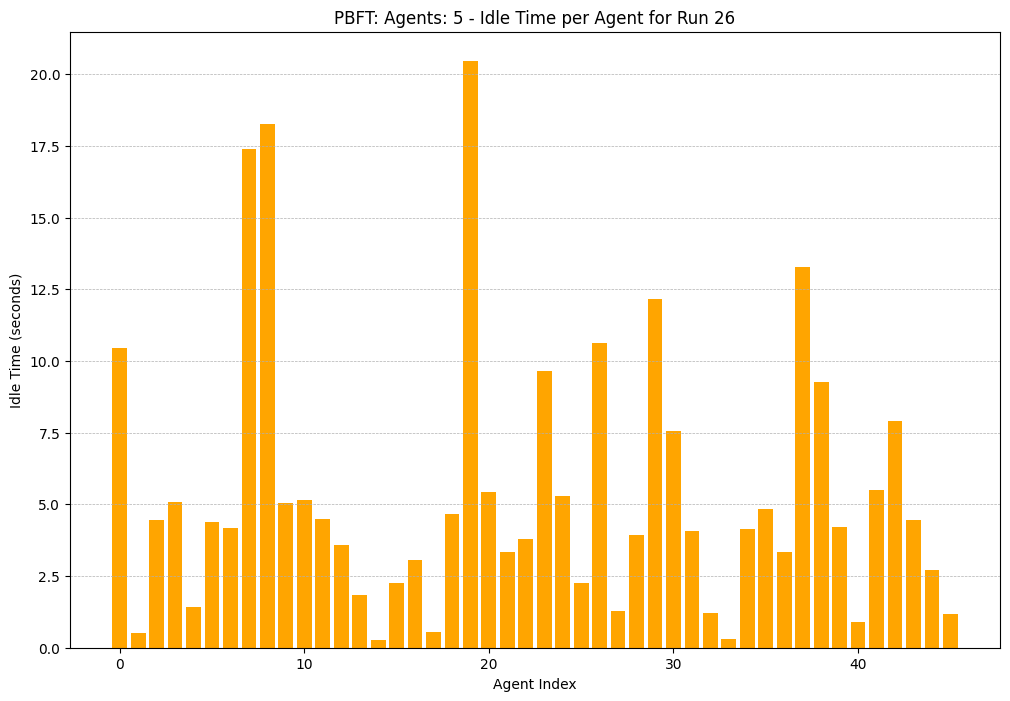 PBFT: Agents: 5 - Idle Time per Agent for Run 26
Idle Time (seconds)
20.0
17.5
15.0
12.5
10.0
7.5
5.0
2.5
0.0
0 10 20 30 40
Agent Index